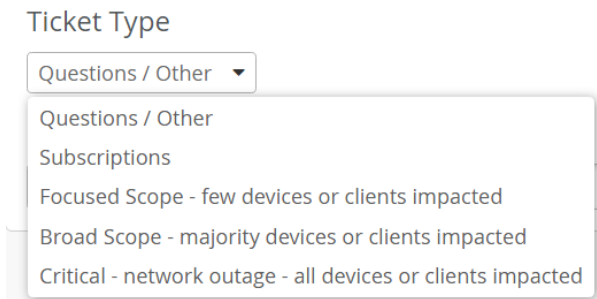 Ticket Type
Questions / Other
Questions / Other
Subscriptions
Focused Scope - few devices or clients impacted
Broad Scope - majority devices or clients impacted
Critical - network outage - all devices or clients impacted